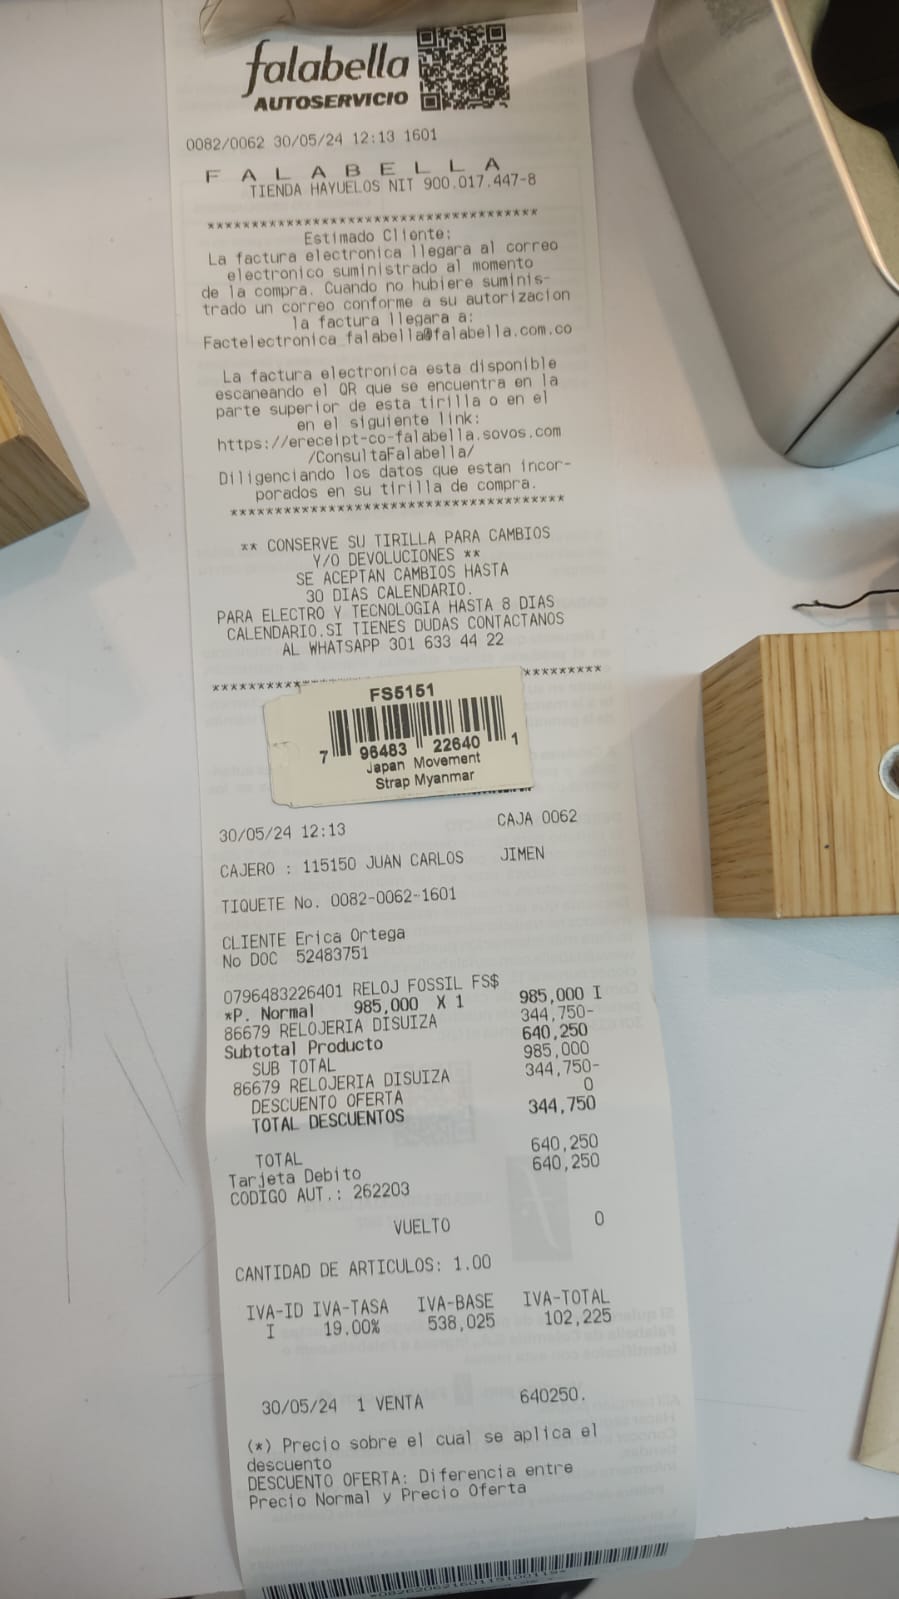 falabella
AUTOSERVICIO
0082/0062 30/05/24 12:13 1601
F A L A B E L L A
TIENDA HAYUELOS NIT 900.017.447-8
**************************************
Estimado Cliente:
La factura electronica llegara al correo
electronico suministrado al momento
de la compra. Cuando no hubiere suminis-
trado un correo conforme a su autorizacion
la factura llegara a:
Factelectronica_falabella@falabella.com.co
La factura electronica esta disponible
escaneando el QR que se encuentra en la
parte superior de esta tirilla o en el
en el siguiente link:
https://ereceipt-co-falabella.sovos.com
/ConsultaFalabella/
Diligenciando los datos que estan incor-
porados en su tirilla de compra.
**************************************
** CONSERVE SU TIRILLA PARA CAMBIOS
Y/O DEVOLUCIONES **
SE ACEPTAN CAMBIOS HASTA
30 DIAS CALENDARIO.
PARA ELECTRO Y TECNOLOGIA HASTA 8 DIAS
CALENDARIO.SI TIENES DUDAS CONTACTANOS
AL WHATSAPP 301 633 44 22
FS5151
7 96483 22640 1
Japan Movement
Strap Myanmar
30/05/24 12:13 CAJA 0062
CAJERO : 115150 JUAN CARLOS JIMEN
TIQUETE No. 0082-0062-1601
CLIENTE Erica Ortega
No DOC 52483751
0796483226401 RELOJ FOSSIL FS$
*P. Normal 985,000 X 1 985,000 I
86679 RELOJERIA DISUIZA 344,750-
Subtotal Producto 640,250
SUB TOTAL 985,000
86679 RELOJERIA DISUIZA 344,750-
DESCUENTO OFERTA 0
TOTAL DESCUENTOS 344,750
TOTAL 640,250
Tarjeta Debito 640,250
CODIGO AUT.: 262203
VUELTO 0
CANTIDAD DE ARTICULOS: 1.00
IVA-ID IVA-TASA IVA-BASE IVA-TOTAL
I 19.00% 538,025 102,225
30/05/24 1 VENTA 640250.
(*) Precio sobre el cual se aplica el
descuento
DESCUENTO OFERTA: Diferencia entre
Precio Normal y Precio Oferta